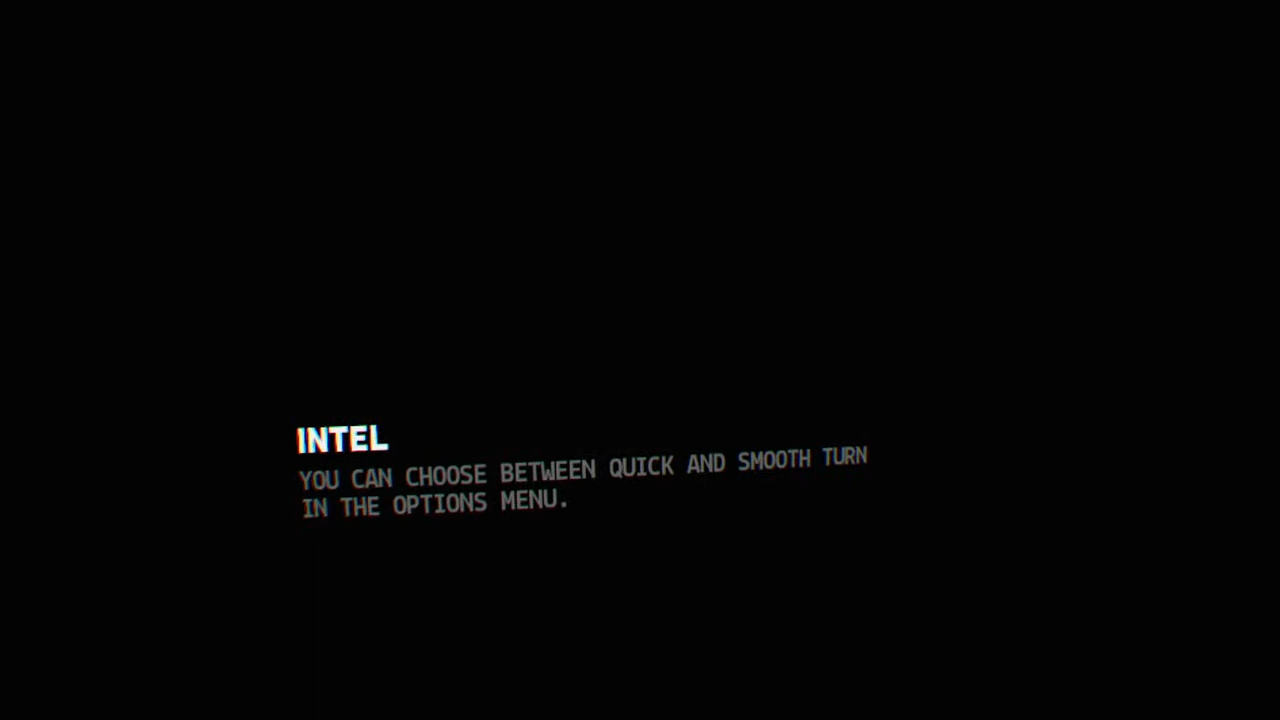 INTEL
YOU CAN CHOOSE BETWEEN QUICK AND SMOOTH TURN
IN THE OPTIONS MENU.